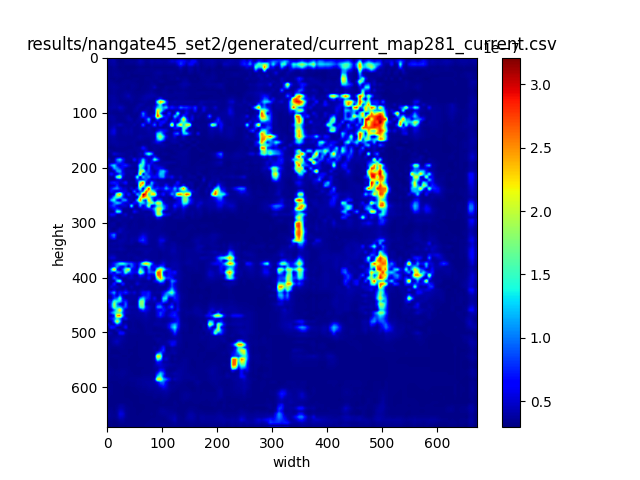 results/nangate45_set2/generated/current_map281_current.csv
1e−7
0
100
200
300
400
500
600
height
0 100 200 300 400 500 600
width
3.0
2.5
2.0
1.5
1.0
0.5